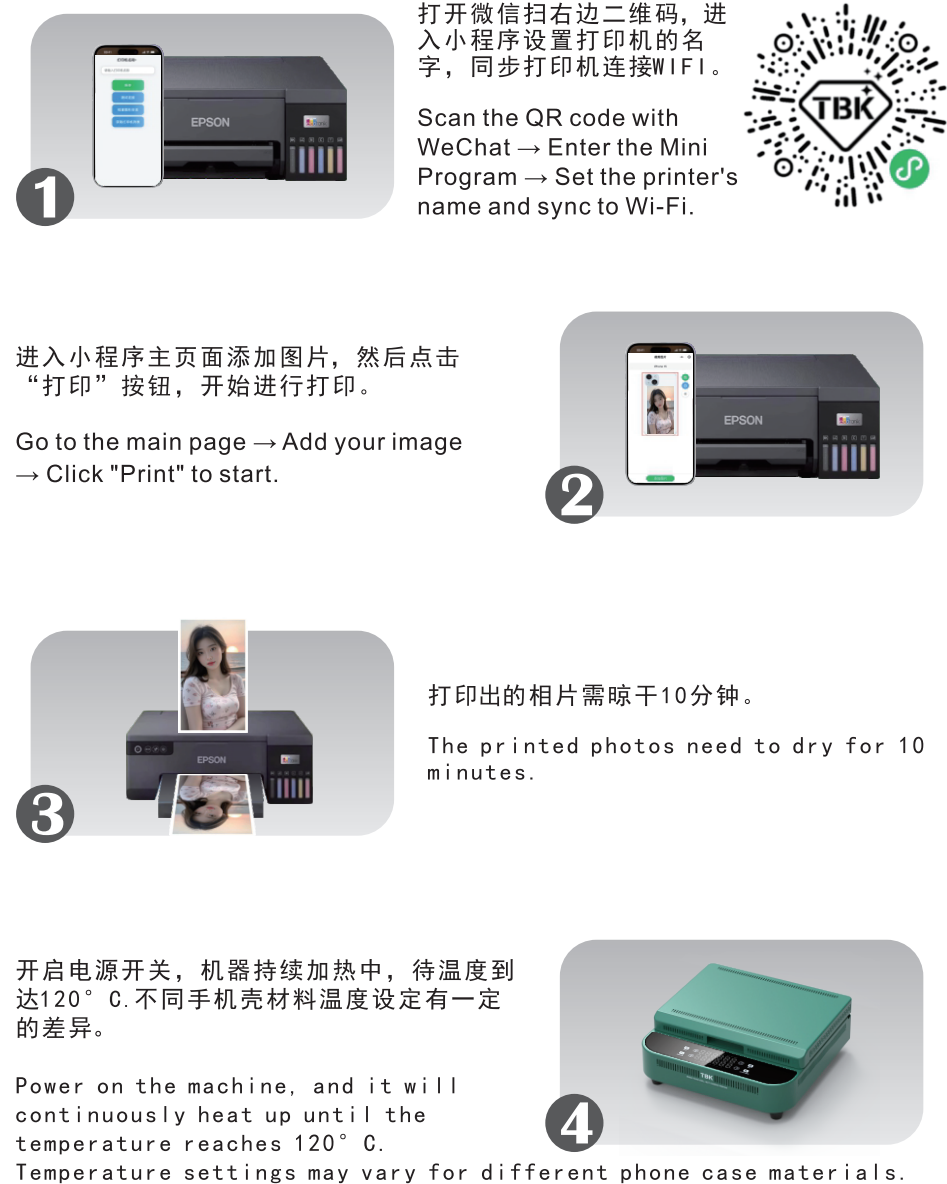 打开微信扫右边二维码，进
入小程序设置打印机的名
字，同步打印机连接WIFI。
Scan the QR code with
WeChat → Enter the Mini
Program → Set the printer's
name and sync to Wi-Fi.
TBK
EPSON
1
进入小程序主页面添加图片，然后点击
“打印”按钮，开始进行打印。
Go to the main page → Add your image
→ Click "Print" to start.
EPSON
2
EPSON
3
打印出的相片需晾干10分钟。
The printed photos need to dry for 10
minutes.
开启电源开关，机器持续加热中，待温度到
达120°C.不同手机壳材料温度设定有一定
的差异。
Power on the machine, and it will
continuously heat up until the
temperature reaches 120°C.
Temperature settings may vary for different phone case materials.
TBK
4